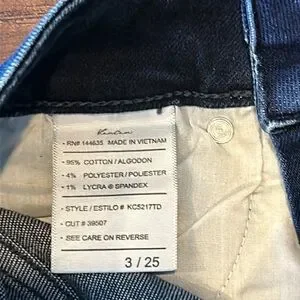 KanCan
• RN# 144635 MADE IN VIETNAM
• 95% COTTON / ALGODON
• 4% POLYESTER / POLIESTER
• 1% LYCRA ® SPANDEX
• STYLE / ESTILO # KC5217TD
• CUT # 39507
• SEE CARE ON REVERSE
3 / 25